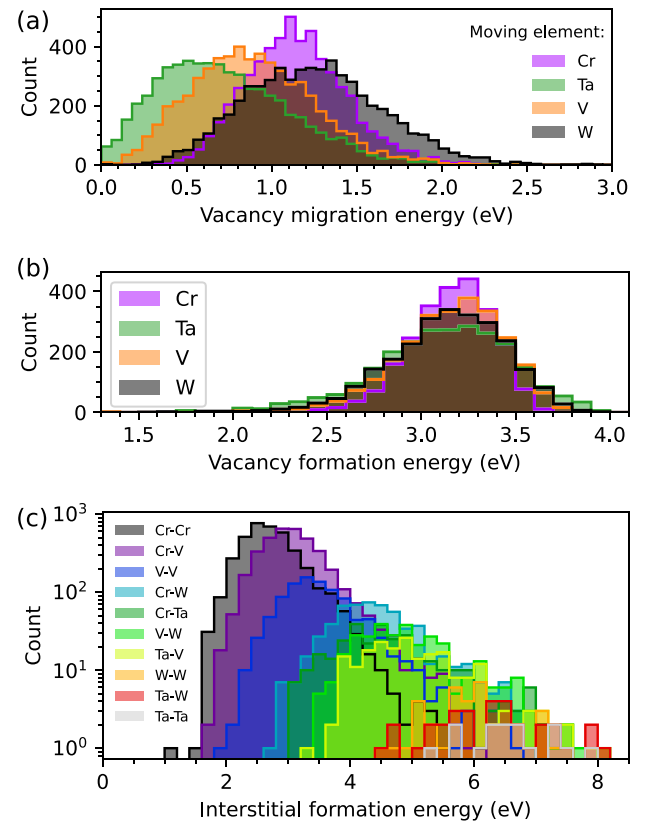 (a)
Moving element:
Cr
Ta
V
W
Count
400
200
0
0.0 0.5 1.0 1.5 2.0 2.5 3.0
Vacancy migration energy (eV)
(b)
Cr
Ta
V
W
Count
400
200
0
1.5 2.0 2.5 3.0 3.5 4.0
Vacancy formation energy (eV)
(c)
Cr-Cr
Cr-V
V-V
Cr-W
Cr-Ta
V-W
Ta-V
W-W
Ta-W
Ta-Ta
Count
10³
10²
10¹
10⁰
0 2 4 6 8
Interstitial formation energy (eV)